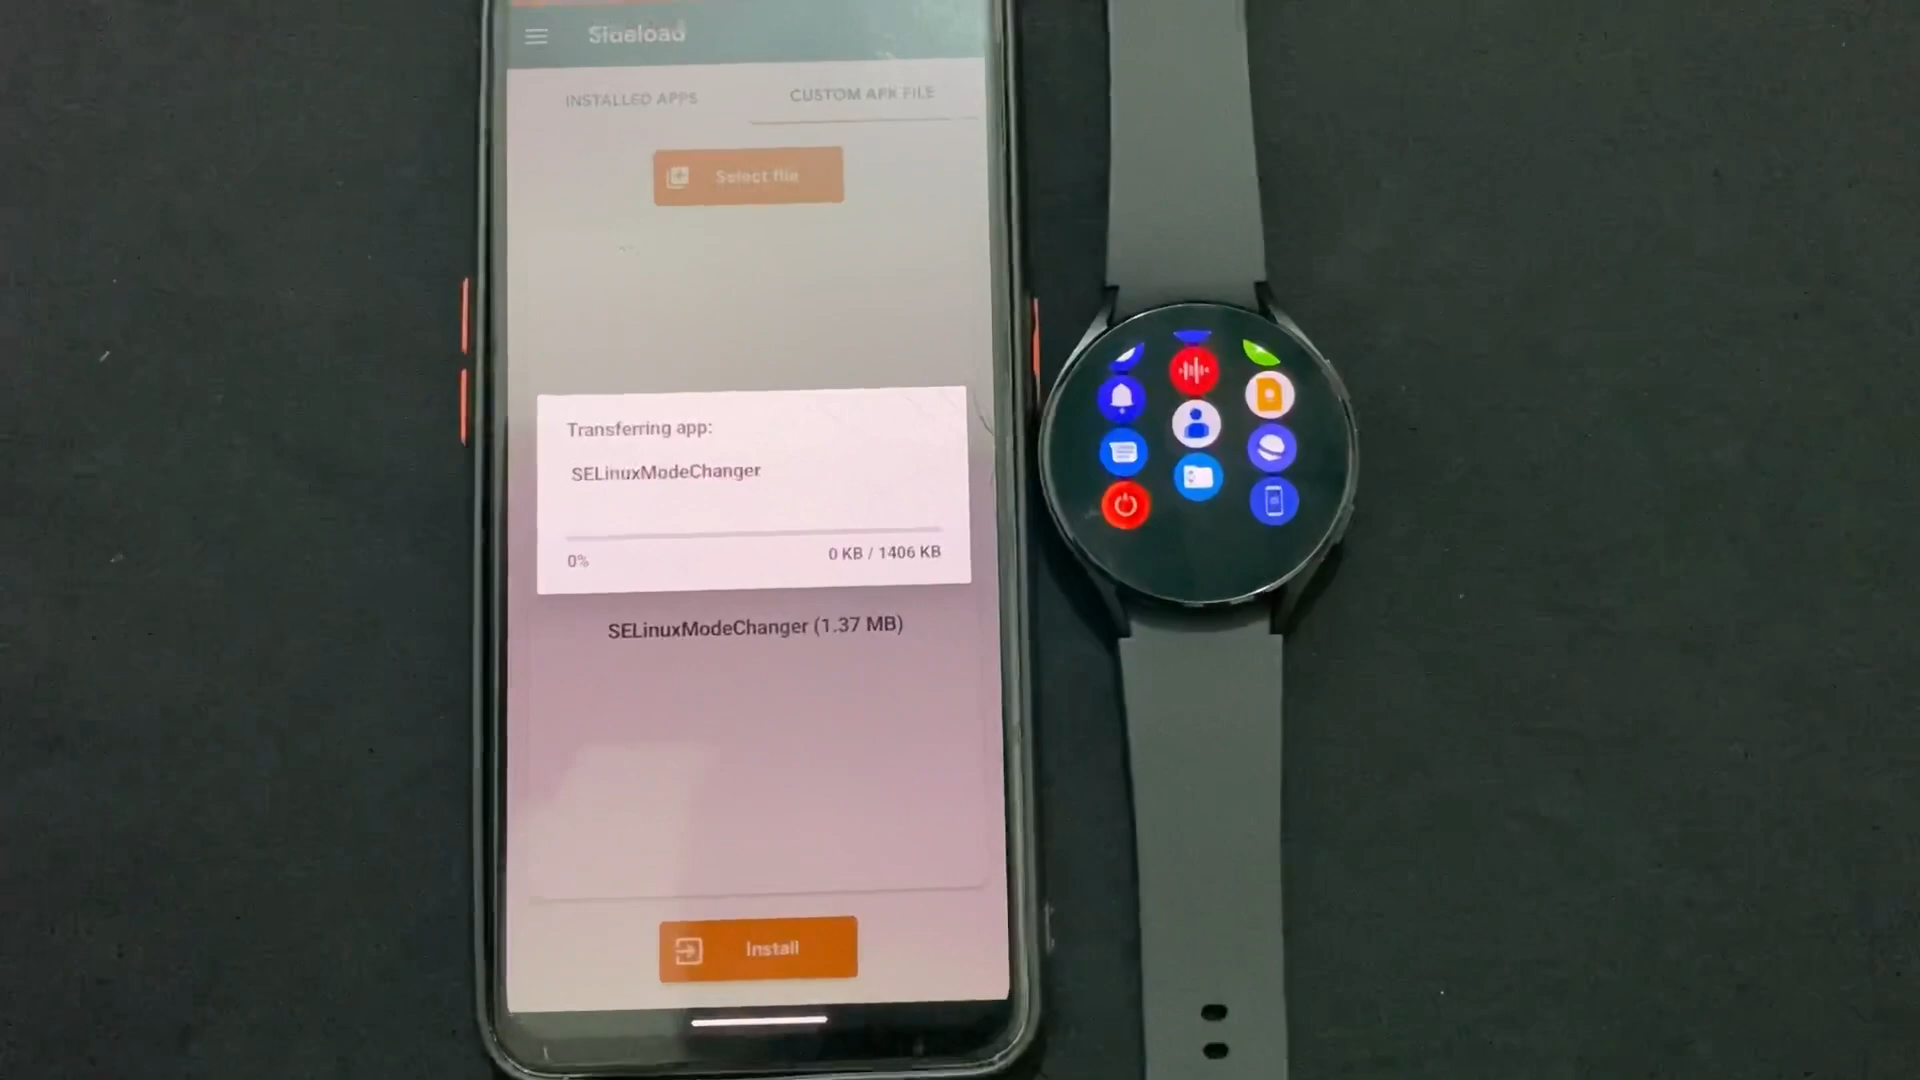 Sideload
INSTALLED APPS
CUSTOM APK FILE
Select file
Transferring app:
SELinuxModeChanger
0%
0 KB / 1406 KB
SELinuxModeChanger (1.37 MB)
Install